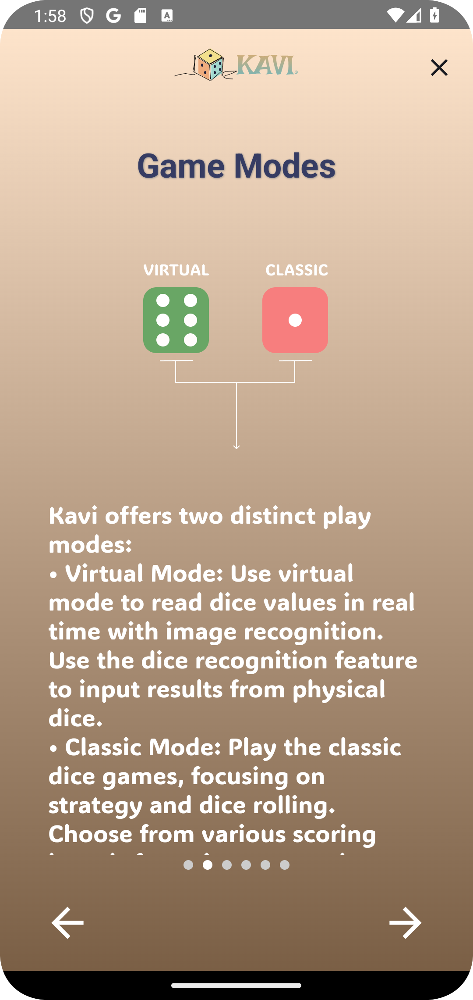 1:58
KAVI®
Game Modes
VIRTUAL CLASSIC
Kavi offers two distinct play
modes:
• Virtual Mode: Use virtual
mode to read dice values in real
time with image recognition.
Use the dice recognition feature
to input results from physical
dice.
• Classic Mode: Play the classic
dice games, focusing on
strategy and dice rolling.
Choose from various scoring